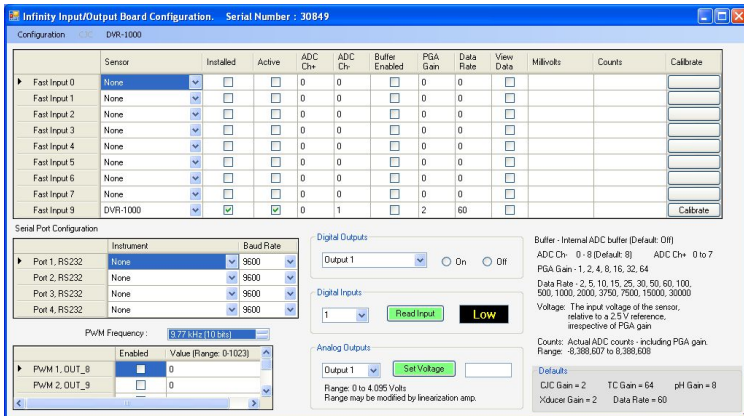 Infinity Input/Output Board Configuration. Serial Number : 30849
Configuration CJC DVR-1000
Sensor Installed Active ADC Ch+ ADC Ch- Buffer Enabled PGA Gain Data Rate View Data Millivolts Counts Calibrate
Fast Input 0 None 0 0 0 0
Fast Input 1 None 0 0 0 0
Fast Input 2 None 0 0 0 0
Fast Input 3 None 0 0 0 0
Fast Input 4 None 0 0 0 0
Fast Input 5 None 0 0 0 0
Fast Input 6 None 0 0 0 0
Fast Input 7 None 0 0 0 0
Fast Input 9 DVR-1000 0 1 2 60 Calibrate
Serial Port Configuration
Instrument Baud Rate
Port 1, RS232 None 9600
Port 2, RS232 None 9600
Port 3, RS232 None 9600
Port 4, RS232 None 9600
PWM Frequency : 9.77 kHz (10 bits)
Enabled Value (Range: 0-1023)
PWM 1, OUT_8 0
PWM 2, OUT_9 0
Digital Outputs
Output 1 On Off
Digital Inputs
1 Read Input Low
Analog Outputs
Output 1 Set Voltage
Range: 0 to 4.095 Volts
Range may be modified by linearization amp.
Buffer - Internal ADC buffer (Default: Off)
ADC Ch- 0 - 8 (Default: 8) ADC Ch+ 0 to 7
PGA Gain - 1, 2, 4, 8, 16, 32, 64
Data Rate - 2, 5, 10, 15, 25, 30, 50, 60, 100,
500, 1000, 2000, 3750, 7500, 15000, 30000
Voltage: The input voltage of the sensor,
relative to a 2.5 V reference,
irrespective of PGA gain
Counts: Actual ADC counts - including PGA gain.
Range: -8,388,607 to 8,388,608
Defaults
CJC Gain = 2 TC Gain = 64 pH Gain = 8
Xducer Gain = 2 Data Rate = 60